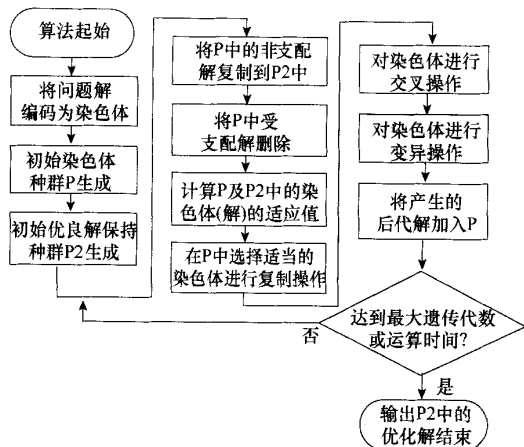 算法起始
将问题解
编码为染色体
初始染色体
种群P生成
初始优良解保持
种群P2生成
将P中的非支配
解复制到P2中
将P中受
支配解删除
计算P及P2中的染
色体(解)的适应值
在P中选择适当的
染色体进行复制操作
对染色体进行
交叉操作
对染色体进行
变异操作
将产生的
后代解加入P
达到最大遗传代数
或运算时间?
否
是
输出P2中的
优化解结束